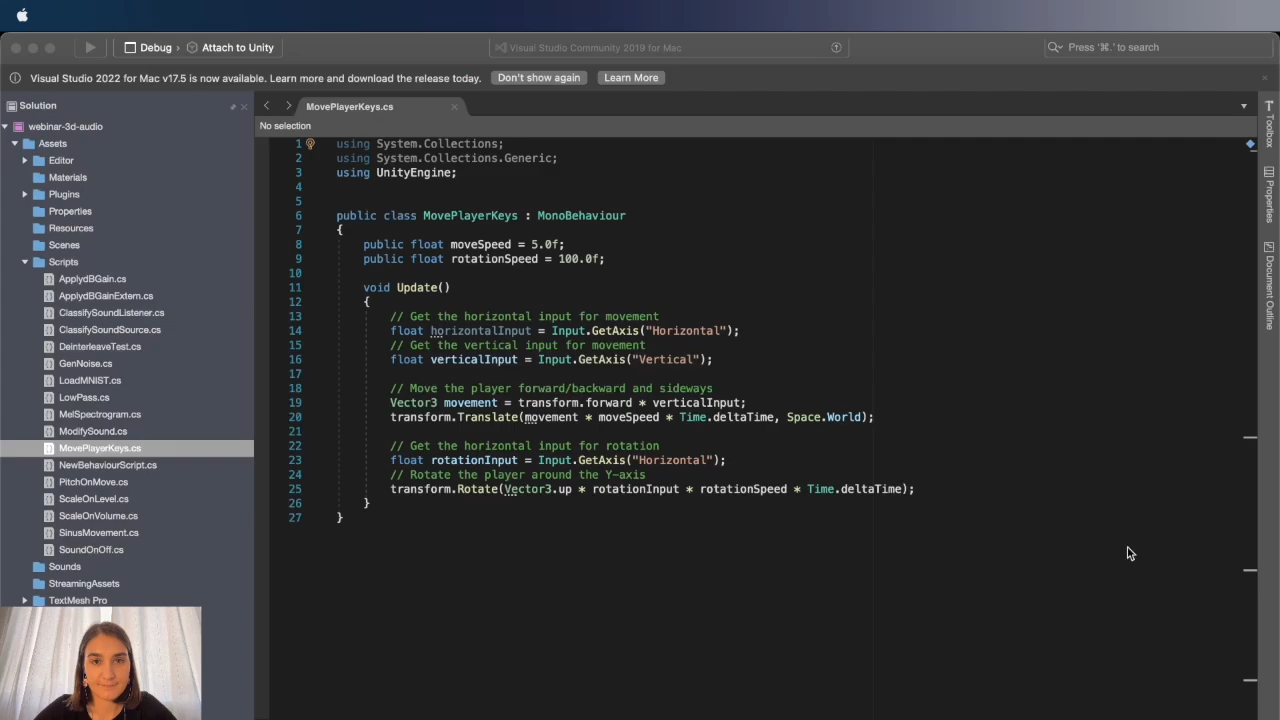 Debug
Attach to Unity
Visual Studio Community 2019 for Mac
Press '⌘.' to search
Visual Studio 2022 for Mac v17.5 is now available. Learn more and download the release today.
Don't show again
Learn More
Solution
webinar-3d-audio
Assets
Editor
Materials
Plugins
Properties
Resources
Scenes
Scripts
ApplydBGain.cs
ApplydBGainExtern.cs
ClassifySoundListener.cs
ClassifySoundSource.cs
DeinterleaveTest.cs
GenNoise.cs
LoadMNIST.cs
LowPass.cs
MelSpectrogram.cs
ModifySound.cs
MovePlayerKeys.cs
NewBehaviourScript.cs
PitchOnMove.cs
ScaleOnLevel.cs
ScaleOnVolume.cs
SinusMovement.cs
SoundOnOff.cs
Sounds
StreamingAssets
TextMesh Pro
MovePlayerKeys.cs
No selection
1 using System.Collections;
2 using System.Collections.Generic;
3 using UnityEngine;
4
5
6 public class MovePlayerKeys : MonoBehaviour
7 {
8 public float moveSpeed = 5.0f;
9 public float rotationSpeed = 100.0f;
10
11 void Update()
12 {
13 // Get the horizontal input for movement
14 float horizontalInput = Input.GetAxis("Horizontal");
15 // Get the vertical input for movement
16 float verticalInput = Input.GetAxis("Vertical");
17
18 // Move the player forward/backward and sideways
19 Vector3 movement = transform.forward * verticalInput;
20 transform.Translate(movement * moveSpeed * Time.deltaTime, Space.World);
21
22 // Get the horizontal input for rotation
23 float rotationInput = Input.GetAxis("Horizontal");
24 // Rotate the player around the Y-axis
25 transform.Rotate(Vector3.up * rotationInput * rotationSpeed * Time.deltaTime);
26 }
27 }
Toolbox
Properties
Document Outline